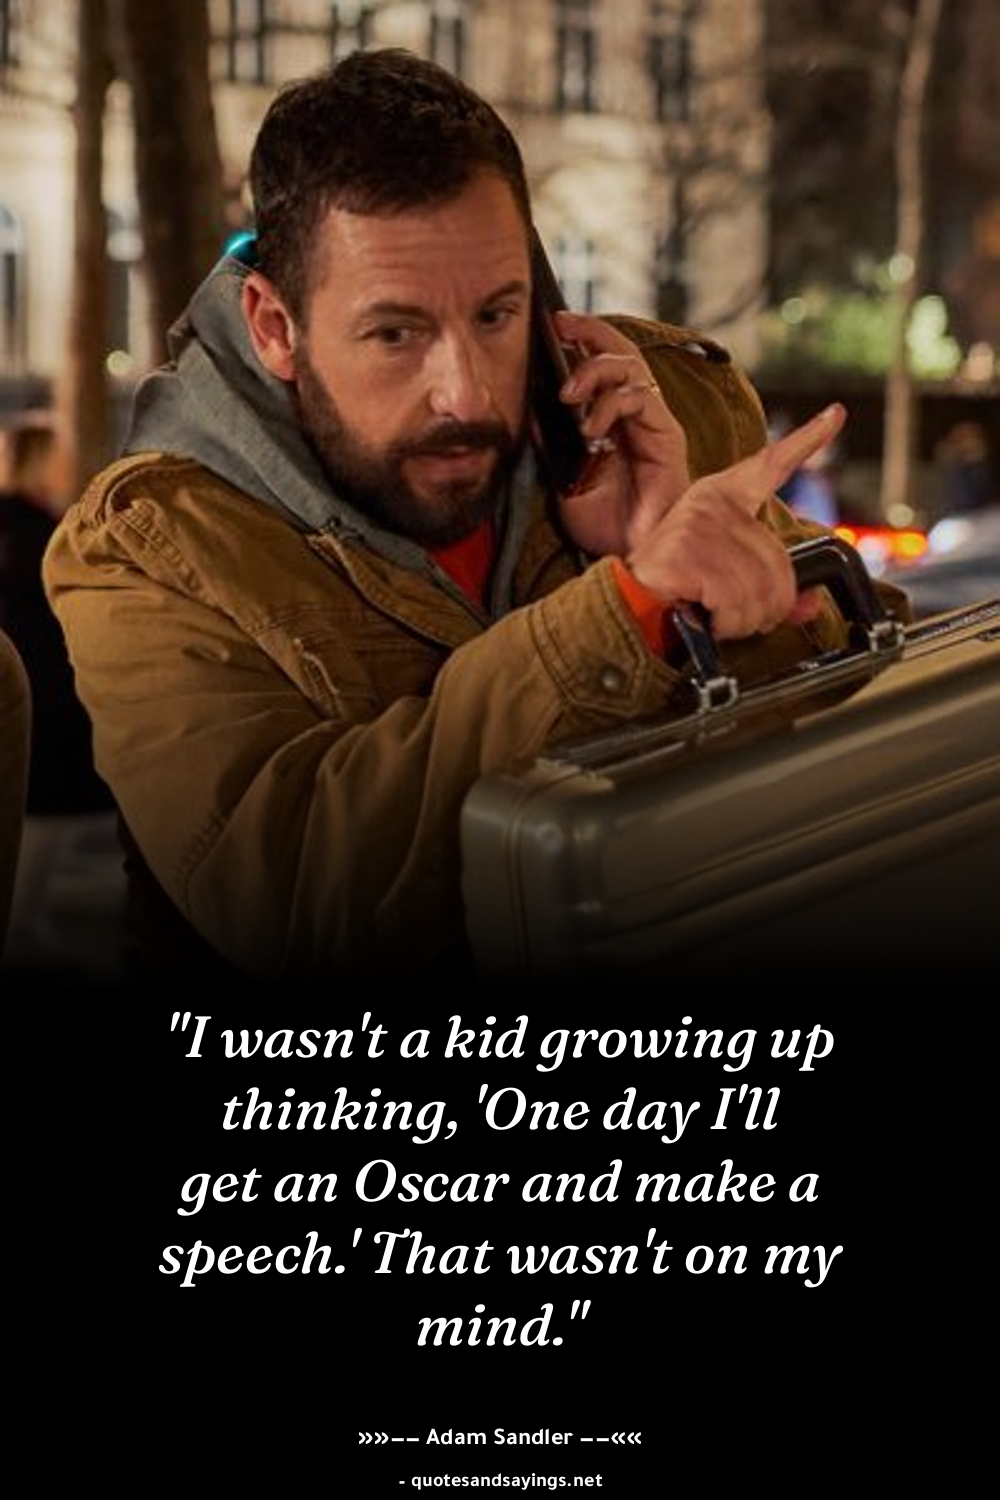 "I wasn't a kid growing up
thinking, 'One day I'll
get an Oscar and make a
speech.' That wasn't on my
mind."
»»–– Adam Sandler ––««
- quotesandsayings.net